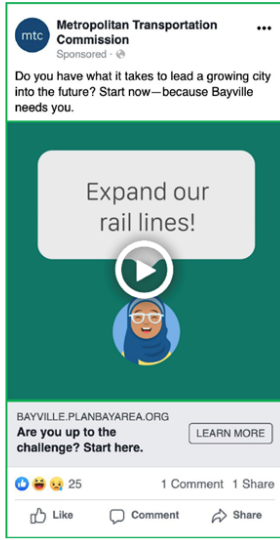 mtc
Metropolitan Transportation
Commission
Sponsored ·
Do you have what it takes to lead a growing city
into the future? Start now—because Bayville
needs you.
Expand our
rail lines!
BAYVILLE.PLANBAYAREA.ORG
Are you up to the
challenge? Start here.
LEARN MORE
25
1 Comment 1 Share
Like
Comment
Share